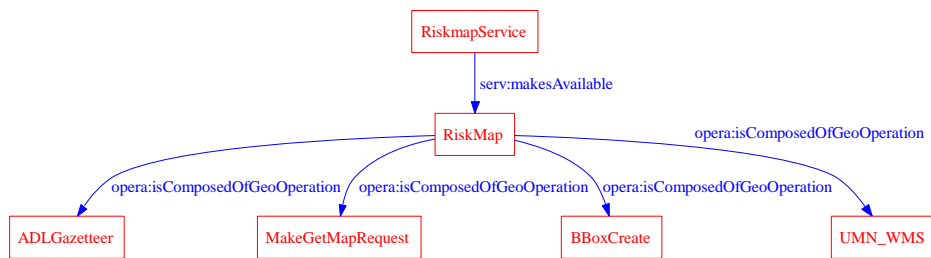 RiskmapService
serv:makesAvailable
RiskMap
opera:isComposedOfGeoOperation
opera:isComposedOfGeoOperation
opera:isComposedOfGeoOperation
opera:isComposedOfGeoOperation
ADLGazetteer
MakeGetMapRequest
BBoxCreate
UMN_WMS